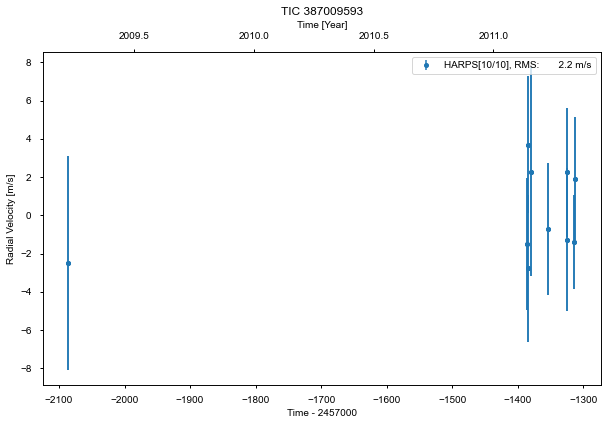 TIC 387009593
Time [Year]
2009.5 2010.0 2010.5 2011.0
HARPS[10/10], RMS: 2.2 m/s
Radial Velocity [m/s]
8
6
4
2
0
−2
−4
−6
−8
−2100 −2000 −1900 −1800 −1700 −1600 −1500 −1400 −1300
Time - 2457000